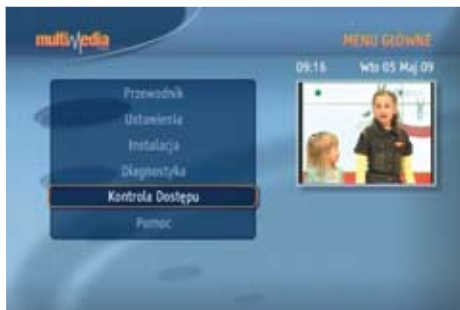 multimedia
MENU GŁÓWNE
09:16 Wto 05 Maj 09
Przewodnik
Ustawienia
Instalacja
Diagnostyka
Kontrola Dostępu
Pomoc